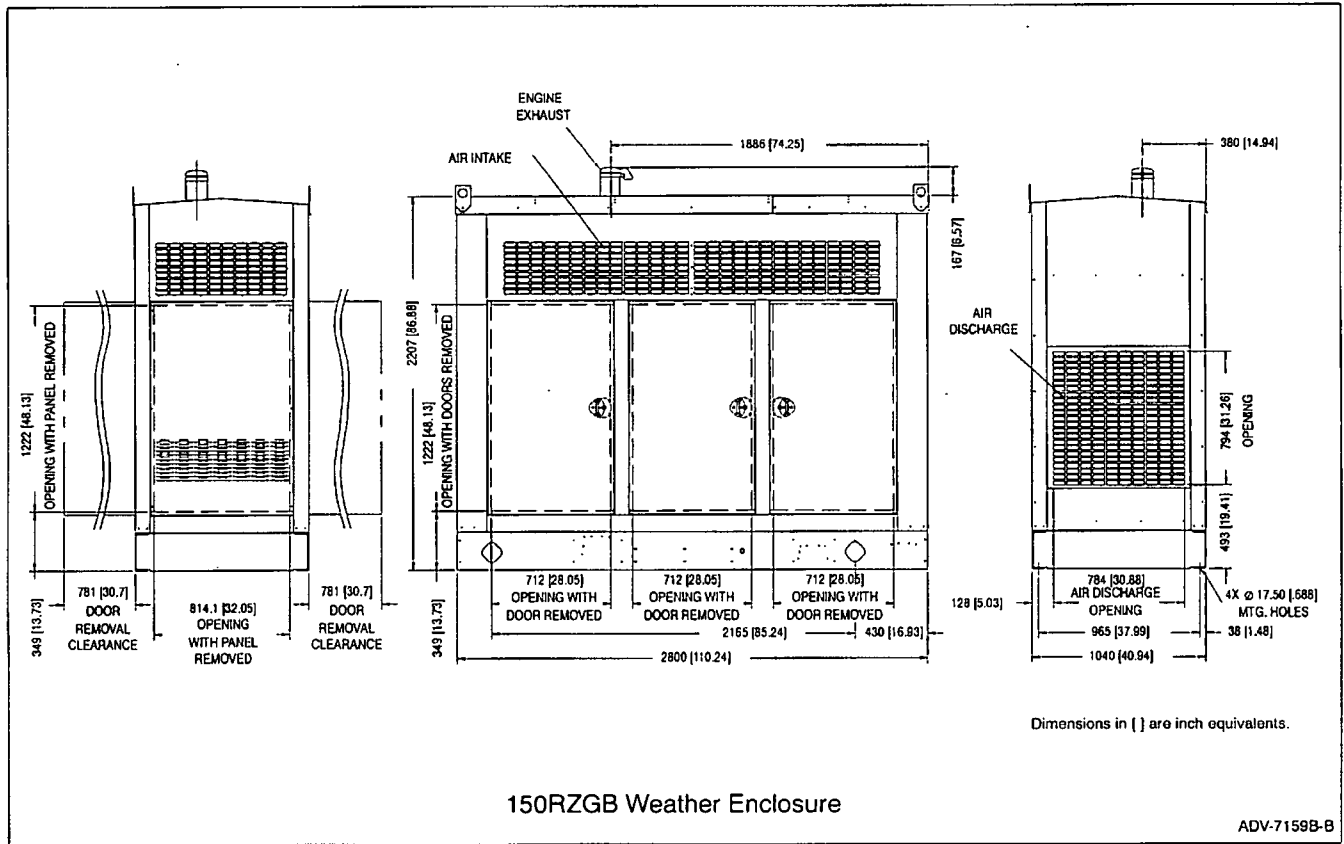 ENGINE
EXHAUST
AIR INTAKE
1886 [74.25]
167 [6.57]
380 [14.94]
2207 [86.88]
1222 [48.13]
OPENING WITH PANEL REMOVED
1222 [48.13]
OPENING WITH DOORS REMOVED
AIR
DISCHARGE
794 [31.26]
OPENING
493 [19.41]
349 [13.73]
781 [30.7]
DOOR
REMOVAL
CLEARANCE
814.1 [32.05]
OPENING
WITH PANEL
REMOVED
781 [30.7]
DOOR
REMOVAL
CLEARANCE
349 [13.73]
712 [28.05]
OPENING WITH
DOOR REMOVED
712 [28.05]
OPENING WITH
DOOR REMOVED
712 [28.05]
OPENING WITH
DOOR REMOVED
2165 [85.24]
430 [16.93]
2800 [110.24]
128 [5.03]
784 [30.88]
AIR DISCHARGE
OPENING
4X Ø 17.50 [.688]
MTG. HOLES
965 [37.99]
38 [1.48]
1040 [40.94]
Dimensions in [ ] are inch equivalents.
150RZGB Weather Enclosure
ADV-7159B-B